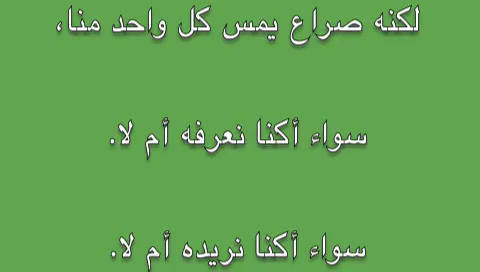 لكنه صراع يمس كل واحد منا،
سواء أكنا نعرفه أم لا.
سواء أكنا نريده أم لا.